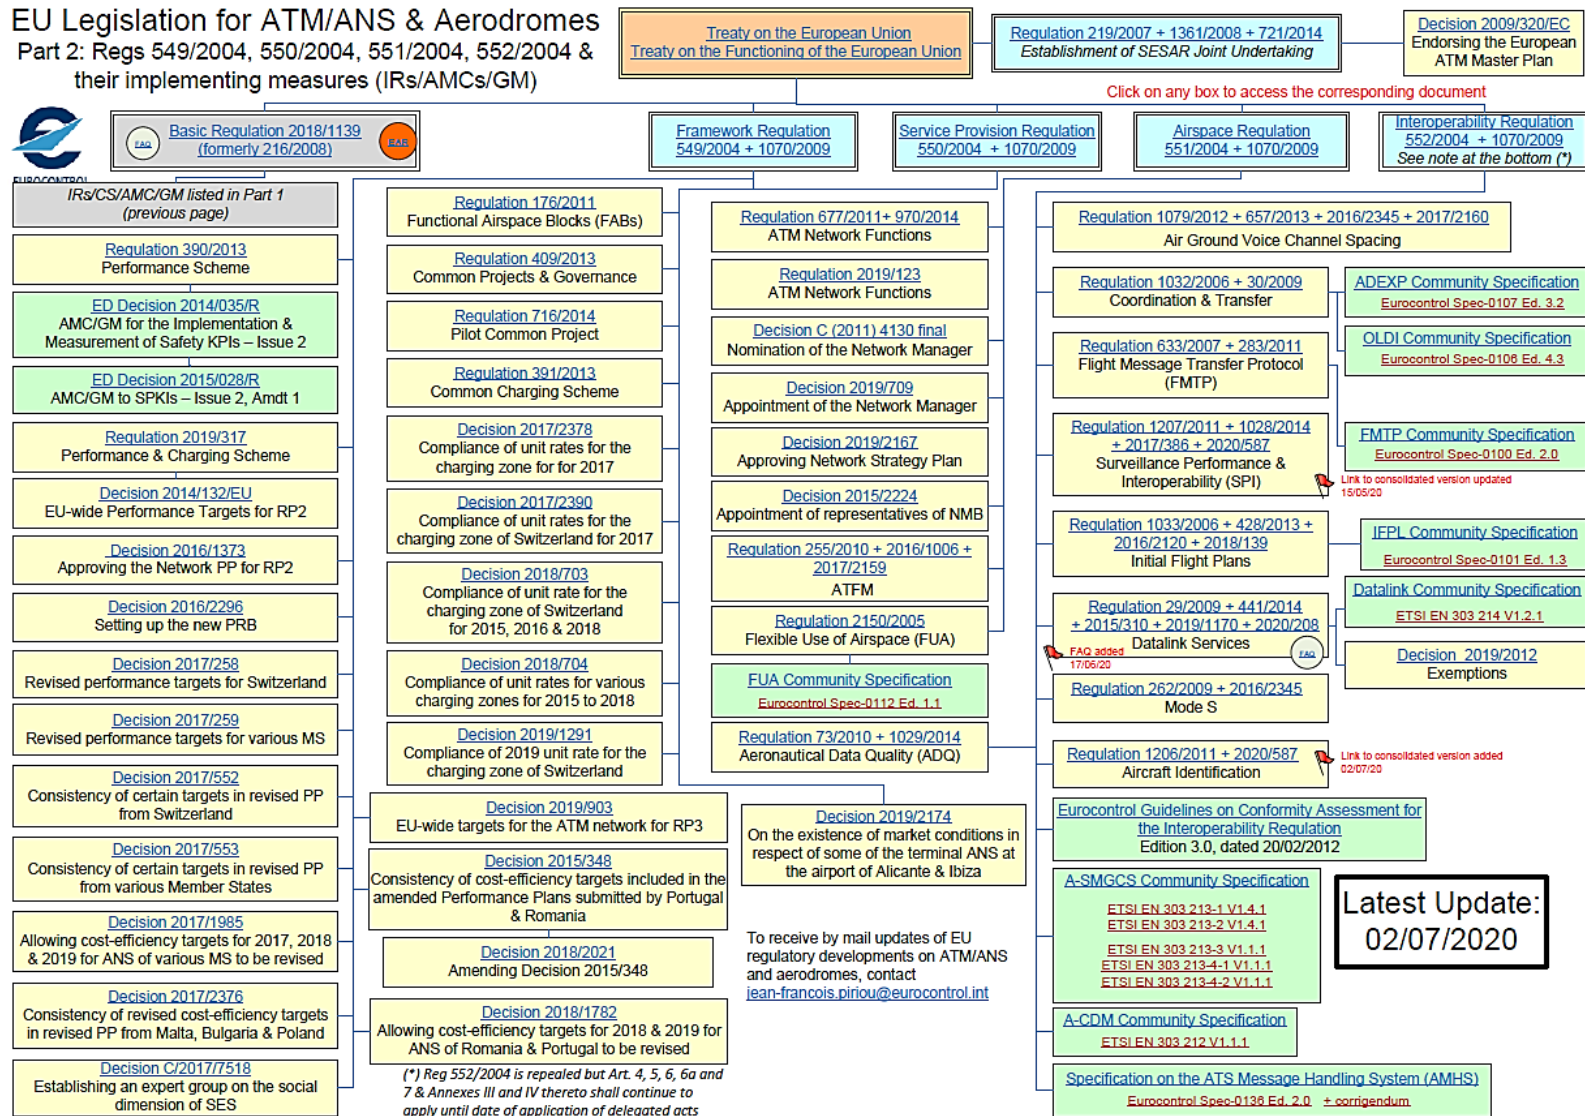 EU Legislation for ATM/ANS & Aerodromes
Part 2: Regs 549/2004, 550/2004, 551/2004, 552/2004 &
their implementing measures (IRs/AMCs/GM)
Treaty on the European Union
Treaty on the Functioning of the European Union
Regulation 219/2007 + 1361/2008 + 721/2014
Establishment of SESAR Joint Undertaking
Decision 2009/320/EC
Endorsing the European
ATM Master Plan
Click on any box to access the corresponding document
EUROCONTROL
FAQ
Basic Regulation 2018/1139
(formerly 216/2008)
EAR
Framework Regulation
549/2004 + 1070/2009
Service Provision Regulation
550/2004 + 1070/2009
Airspace Regulation
551/2004 + 1070/2009
Interoperability Regulation
552/2004 + 1070/2009
See note at the bottom (*)
IRs/CS/AMC/GM listed in Part 1
(previous page)
Regulation 390/2013
Performance Scheme
ED Decision 2014/035/R
AMC/GM for the Implementation &
Measurement of Safety KPIs – Issue 2
ED Decision 2015/028/R
AMC/GM to SPKIs – Issue 2, Amdt 1
Regulation 2019/317
Performance & Charging Scheme
Decision 2014/132/EU
EU-wide Performance Targets for RP2
Decision 2016/1373
Approving the Network PP for RP2
Decision 2016/2296
Setting up the new PRB
Decision 2017/258
Revised performance targets for Switzerland
Decision 2017/259
Revised performance targets for various MS
Decision 2017/552
Consistency of certain targets in revised PP
from Switzerland
Decision 2017/553
Consistency of certain targets in revised PP
from various Member States
Decision 2017/1985
Allowing cost-efficiency targets for 2017, 2018
& 2019 for ANS of various MS to be revised
Decision 2017/2376
Consistency of revised cost-efficiency targets
in revised PP from Malta, Bulgaria & Poland
Decision C/2017/7518
Establishing an expert group on the social
dimension of SES
Regulation 176/2011
Functional Airspace Blocks (FABs)
Regulation 409/2013
Common Projects & Governance
Regulation 716/2014
Pilot Common Project
Regulation 391/2013
Common Charging Scheme
Decision 2017/2378
Compliance of unit rates for the
charging zone for for 2017
Decision 2017/2390
Compliance of unit rates for the
charging zone of Switzerland for 2017
Decision 2018/703
Compliance of unit rate for the
charging zone of Switzerland
for 2015, 2016 & 2018
Decision 2018/704
Compliance of unit rates for various
charging zones for 2015 to 2018
Decision 2019/1291
Compliance of 2019 unit rate for the
charging zone of Switzerland
Decision 2019/903
EU-wide targets for the ATM network for RP3
Decision 2015/348
Consistency of cost-efficiency targets included in the
amended Performance Plans submitted by Portugal
& Romania
Decision 2018/2021
Amending Decision 2015/348
Decision 2018/1782
Allowing cost-efficiency targets for 2018 & 2019 for
ANS of Romania & Portugal to be revised
(*) Reg 552/2004 is repealed but Art. 4, 5, 6, 6a and
7 & Annexes III and IV thereto shall continue to
apply until date of application of delegated acts
Regulation 677/2011+ 970/2014
ATM Network Functions
Regulation 2019/123
ATM Network Functions
Decision C (2011) 4130 final
Nomination of the Network Manager
Decision 2019/709
Appointment of the Network Manager
Decision 2019/2167
Approving Network Strategy Plan
Decision 2015/2224
Appointment of representatives of NMB
Regulation 255/2010 + 2016/1006 +
2017/2159
ATFM
Regulation 2150/2005
Flexible Use of Airspace (FUA)
FUA Community Specification
Eurocontrol Spec-0112 Ed. 1.1
Regulation 73/2010 + 1029/2014
Aeronautical Data Quality (ADQ)
Decision 2019/2174
On the existence of market conditions in
respect of some of the terminal ANS at
the airport of Alicante & Ibiza
To receive by mail updates of EU
regulatory developments on ATM/ANS
and aerodromes, contact
jean-francois.piriou@eurocontrol.int
Regulation 1079/2012 + 657/2013 + 2016/2345 + 2017/2160
Air Ground Voice Channel Spacing
Regulation 1032/2006 + 30/2009
Coordination & Transfer
ADEXP Community Specification
Eurocontrol Spec-0107 Ed. 3.2
OLDI Community Specification
Eurocontrol Spec-0106 Ed. 4.3
Regulation 633/2007 + 283/2011
Flight Message Transfer Protocol
(FMTP)
FMTP Community Specification
Eurocontrol Spec-0100 Ed. 2.0
Regulation 1207/2011 + 1028/2014
+ 2017/386 + 2020/587
Surveillance Performance &
Interoperability (SPI)
Link to consolidated version updated
15/05/20
Regulation 1033/2006 + 428/2013 +
2016/2120 + 2018/139
Initial Flight Plans
IFPL Community Specification
Eurocontrol Spec-0101 Ed. 1.3
Regulation 29/2009 + 441/2014
+ 2015/310 + 2019/1170 + 2020/208
Datalink Services
FAQ
FAQ added
17/06/20
Datalink Community Specification
ETSI EN 303 214 V1.2.1
Decision 2019/2012
Exemptions
Regulation 262/2009 + 2016/2345
Mode S
Regulation 1206/2011 + 2020/587
Aircraft Identification
Link to consolidated version added
02/07/20
Eurocontrol Guidelines on Conformity Assessment for
the Interoperability Regulation
Edition 3.0, dated 20/02/2012
A-SMGCS Community Specification
ETSI EN 303 213-1 V1.4.1
ETSI EN 303 213-2 V1.4.1
ETSI EN 303 213-3 V1.1.1
ETSI EN 303 213-4-1 V1.1.1
ETSI EN 303 213-4-2 V1.1.1
Latest Update:
02/07/2020
A-CDM Community Specification
ETSI EN 303 212 V1.1.1
Specification on the ATS Message Handling System (AMHS)
Eurocontrol Spec-0136 Ed. 2.0 + corrigendum